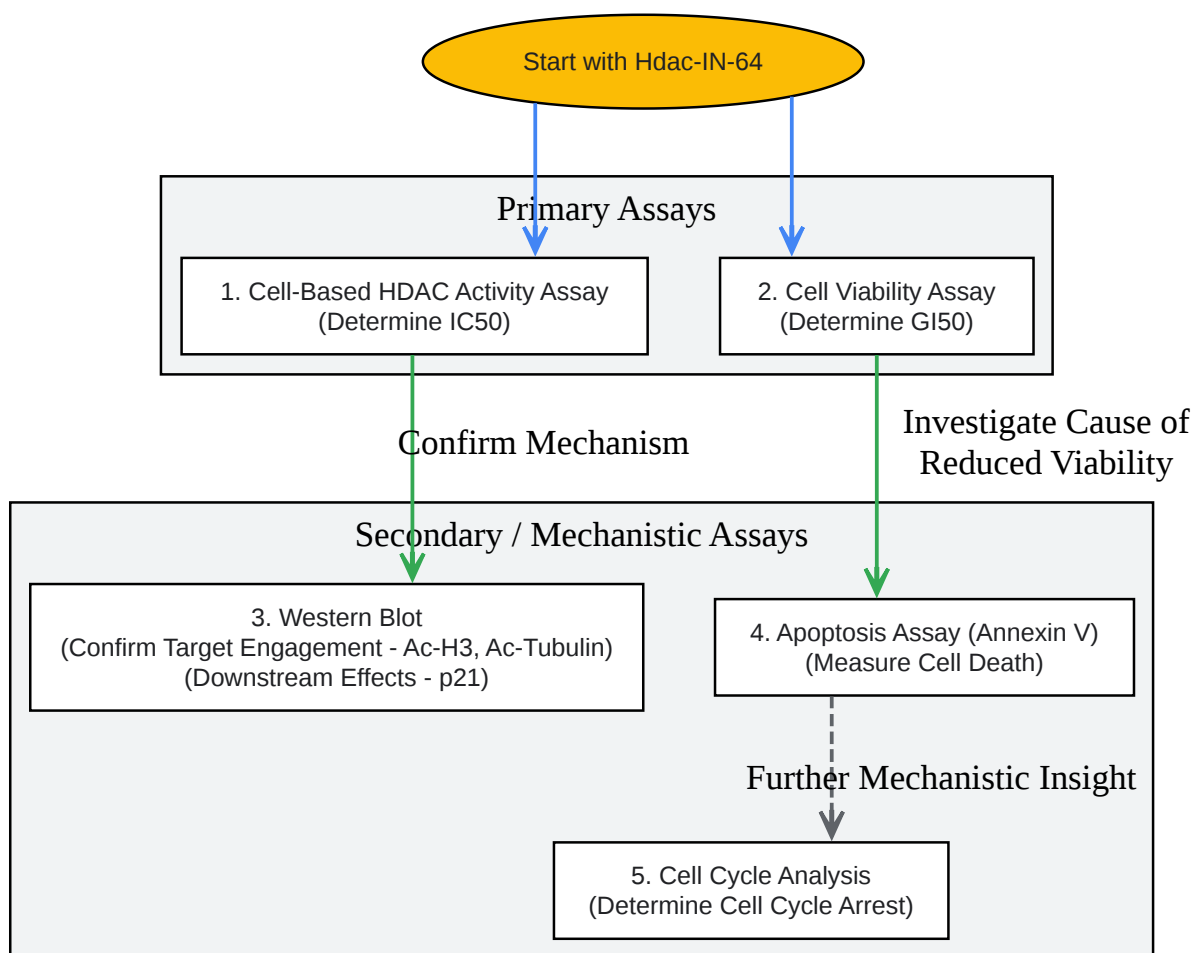 Start with Hdac-IN-64
Primary Assays
1. Cell-Based HDAC Activity Assay
(Determine IC50)
2. Cell Viability Assay
(Determine GI50)
Confirm Mechanism
Investigate Cause of
Reduced Viability
Secondary / Mechanistic Assays
3. Western Blot
(Confirm Target Engagement - Ac-H3, Ac-Tubulin)
(Downstream Effects - p21)
4. Apoptosis Assay (Annexin V)
(Measure Cell Death)
Further Mechanistic Insight
5. Cell Cycle Analysis
(Determine Cell Cycle Arrest)